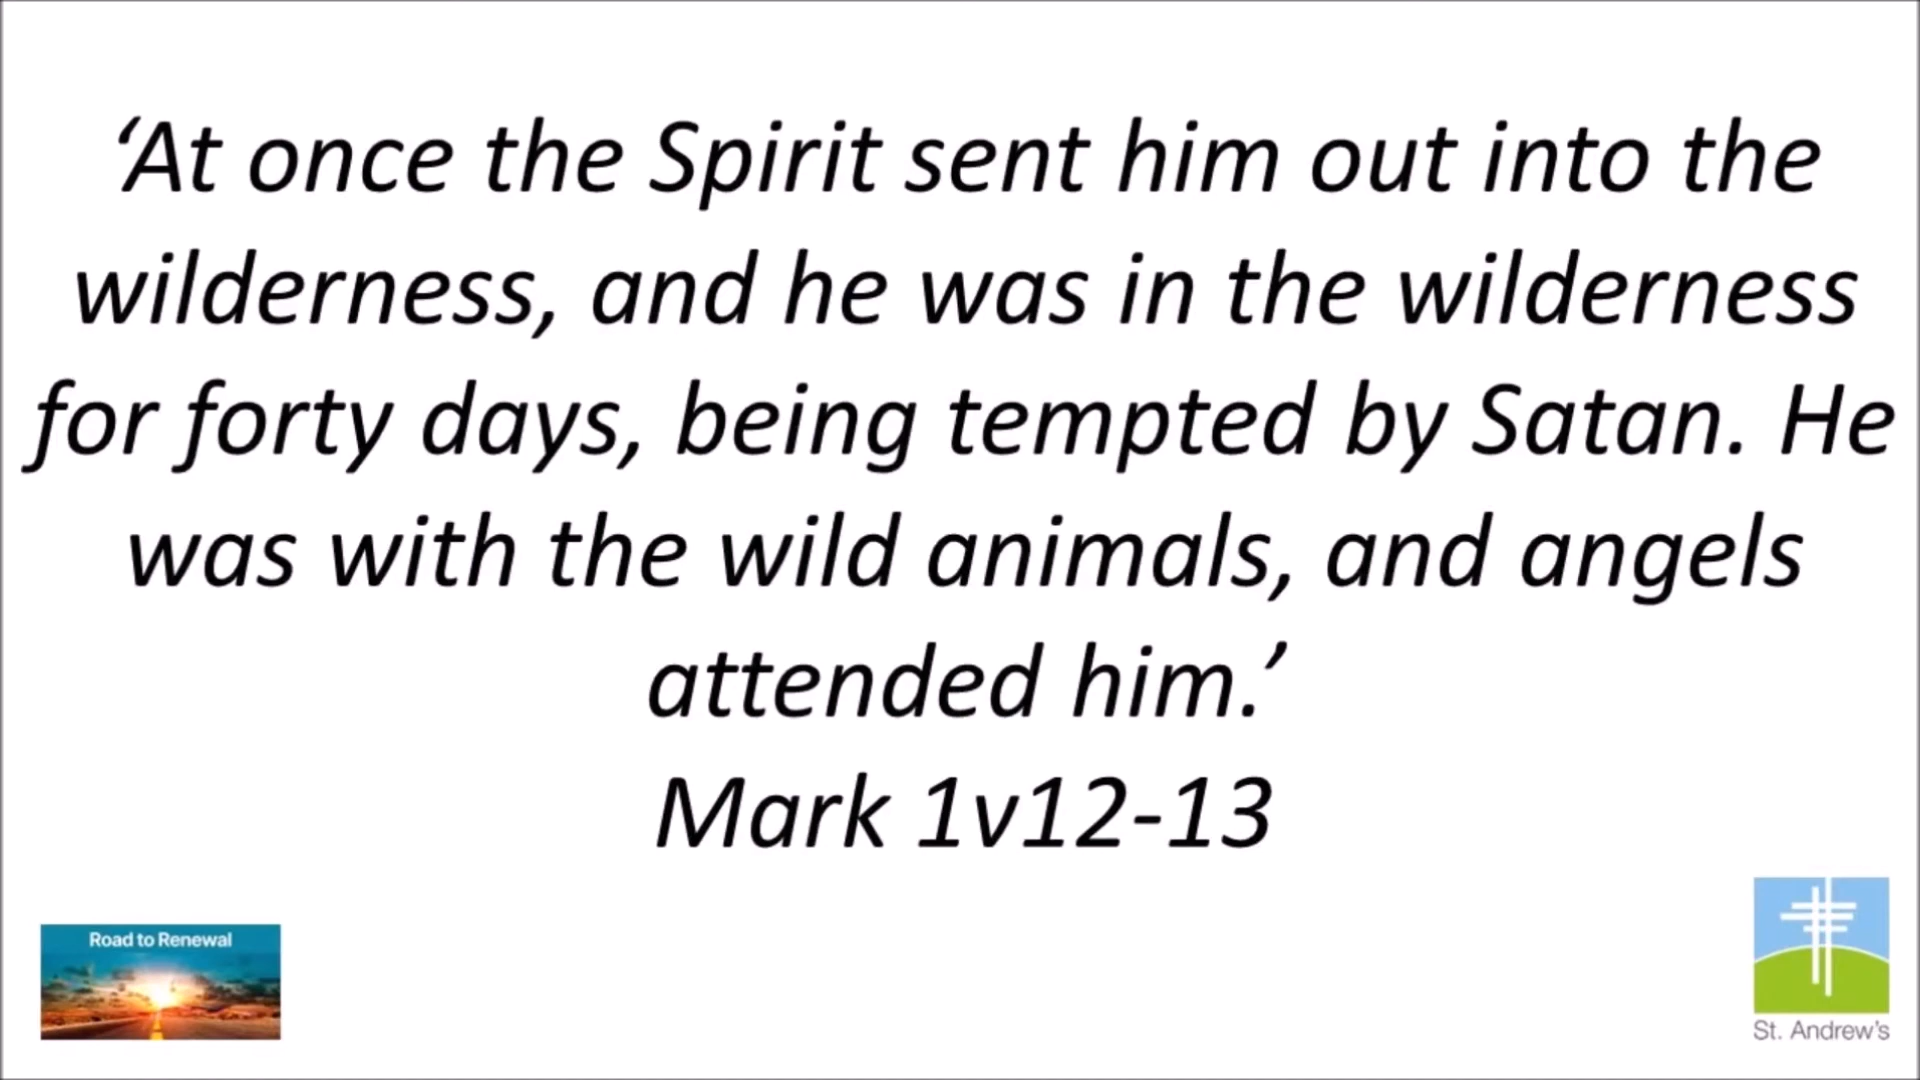 ‘At once the Spirit sent him out into the
wilderness, and he was in the wilderness
for forty days, being tempted by Satan. He
was with the wild animals, and angels
attended him.’
Mark 1v12-13
Road to Renewal
St. Andrew's